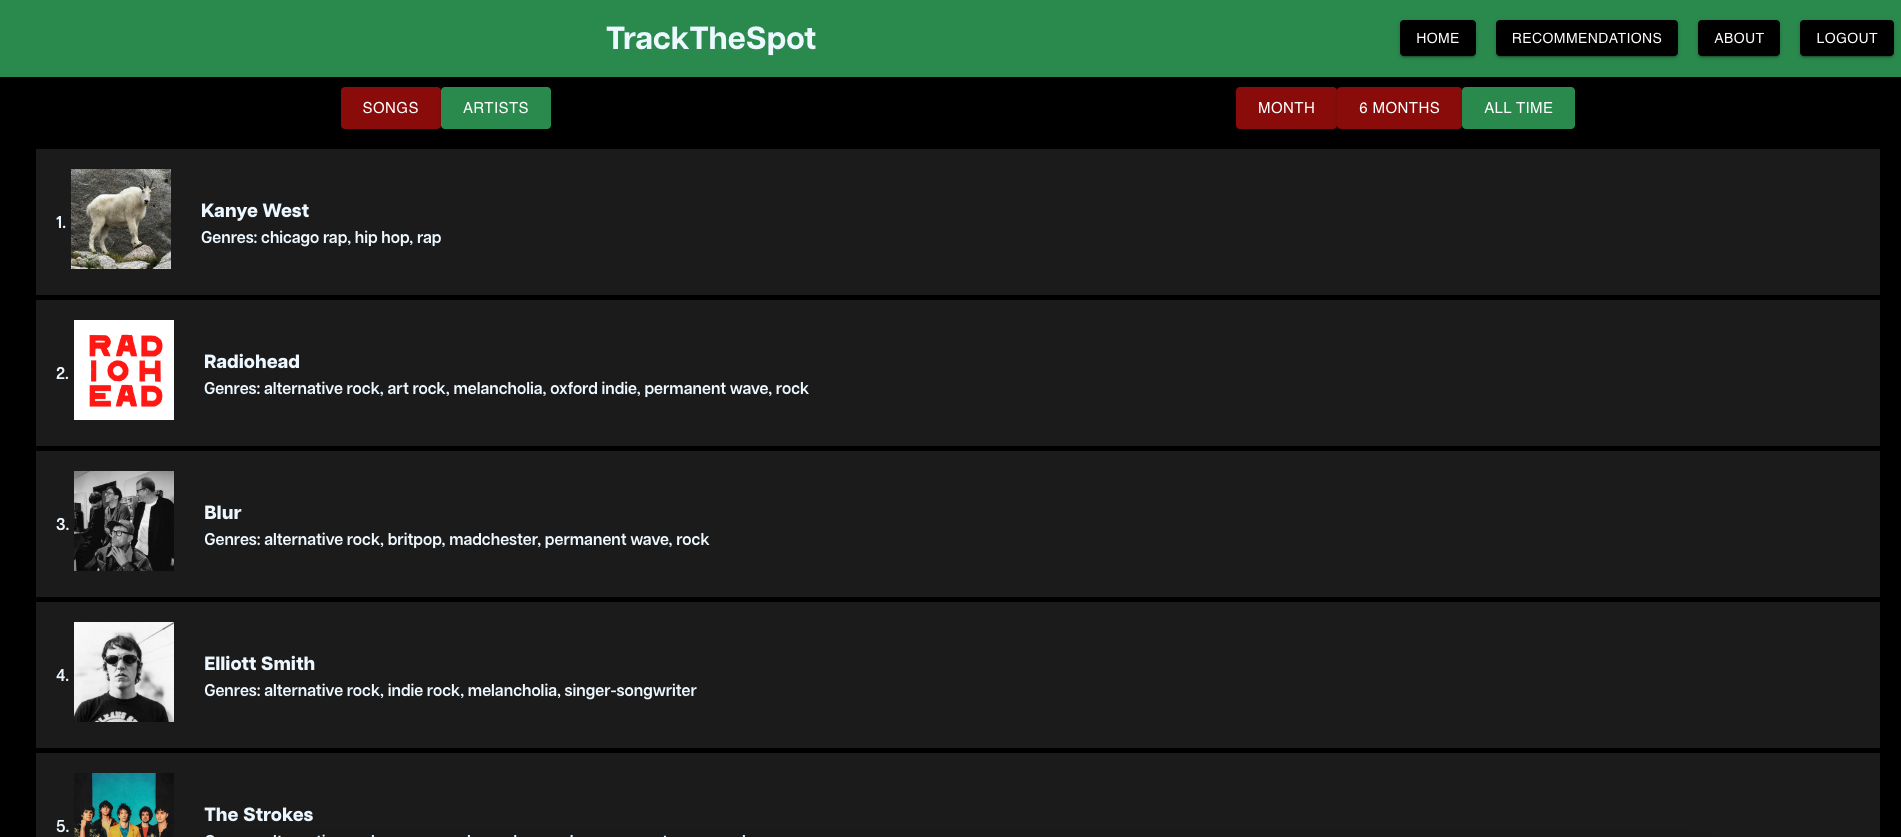 TrackTheSpot
HOME
RECOMMENDATIONS
ABOUT
LOGOUT
SONGS
ARTISTS
MONTH
6 MONTHS
ALL TIME
1.
Kanye West
Genres: chicago rap, hip hop, rap
2.
RAD
IOH
EAD
Radiohead
Genres: alternative rock, art rock, melancholia, oxford indie, permanent wave, rock
3.
Blur
Genres: alternative rock, britpop, madchester, permanent wave, rock
4.
Elliott Smith
Genres: alternative rock, indie rock, melancholia, singer-songwriter
5.
The Strokes